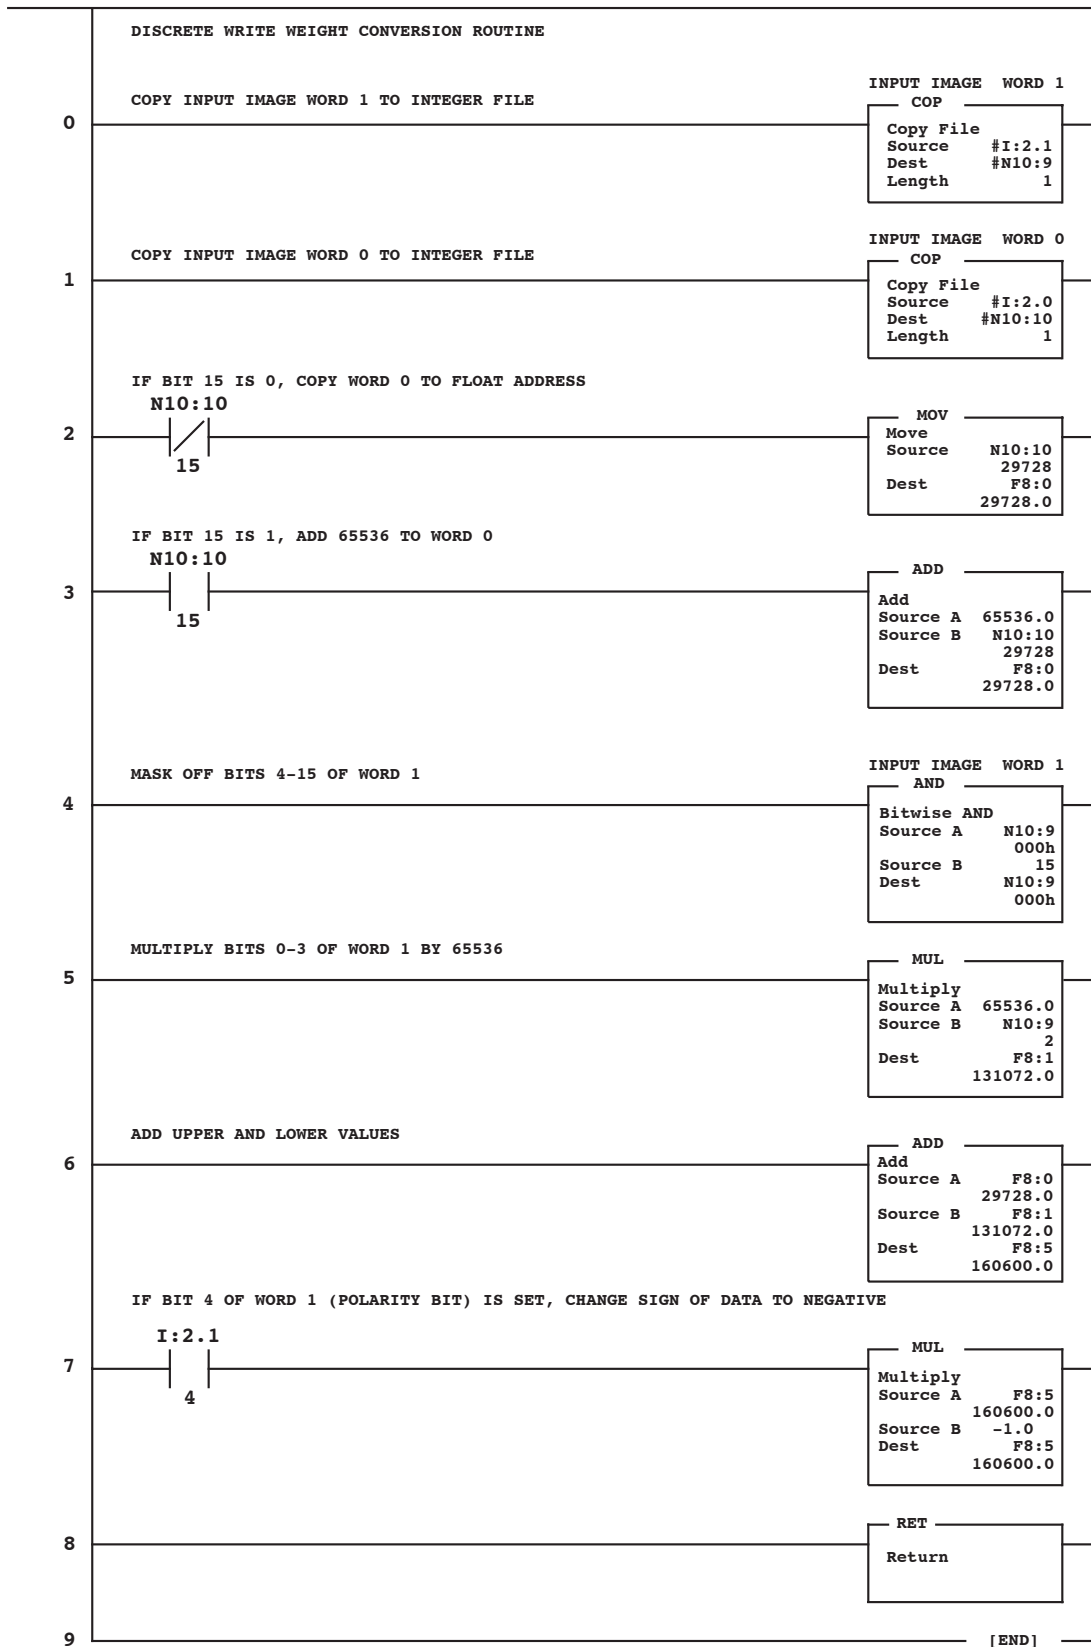 DISCRETE WRITE WEIGHT CONVERSION ROUTINE
INPUT IMAGE WORD 1
COPY INPUT IMAGE WORD 1 TO INTEGER FILE
COP
0
Copy File
Source #I:2.1
Dest #N10:9
Length 1
INPUT IMAGE WORD 0
COPY INPUT IMAGE WORD 0 TO INTEGER FILE
COP
1
Copy File
Source #I:2.0
Dest #N10:10
Length 1
IF BIT 15 IS 0, COPY WORD 0 TO FLOAT ADDRESS
N10:10
MOV
2
Move
Source N10:10
15
29728
Dest F8:0
29728.0
IF BIT 15 IS 1, ADD 65536 TO WORD 0
N10:10
ADD
3
Add
Source A 65536.0
15
Source B N10:10
29728
Dest F8:0
29728.0
INPUT IMAGE WORD 1
MASK OFF BITS 4-15 OF WORD 1
AND
4
Bitwise AND
Source A N10:9
000h
Source B 15
Dest N10:9
000h
MULTIPLY BITS 0-3 OF WORD 1 BY 65536
MUL
5
Multiply
Source A 65536.0
Source B N10:9
2
Dest F8:1
131072.0
ADD UPPER AND LOWER VALUES
ADD
6
Add
Source A F8:0
29728.0
Source B F8:1
131072.0
Dest F8:5
160600.0
IF BIT 4 OF WORD 1 (POLARITY BIT) IS SET, CHANGE SIGN OF DATA TO NEGATIVE
I:2.1
MUL
7
Multiply
Source A F8:5
4
160600.0
Source B -1.0
Dest F8:5
160600.0
RET
8
Return
9
[END]